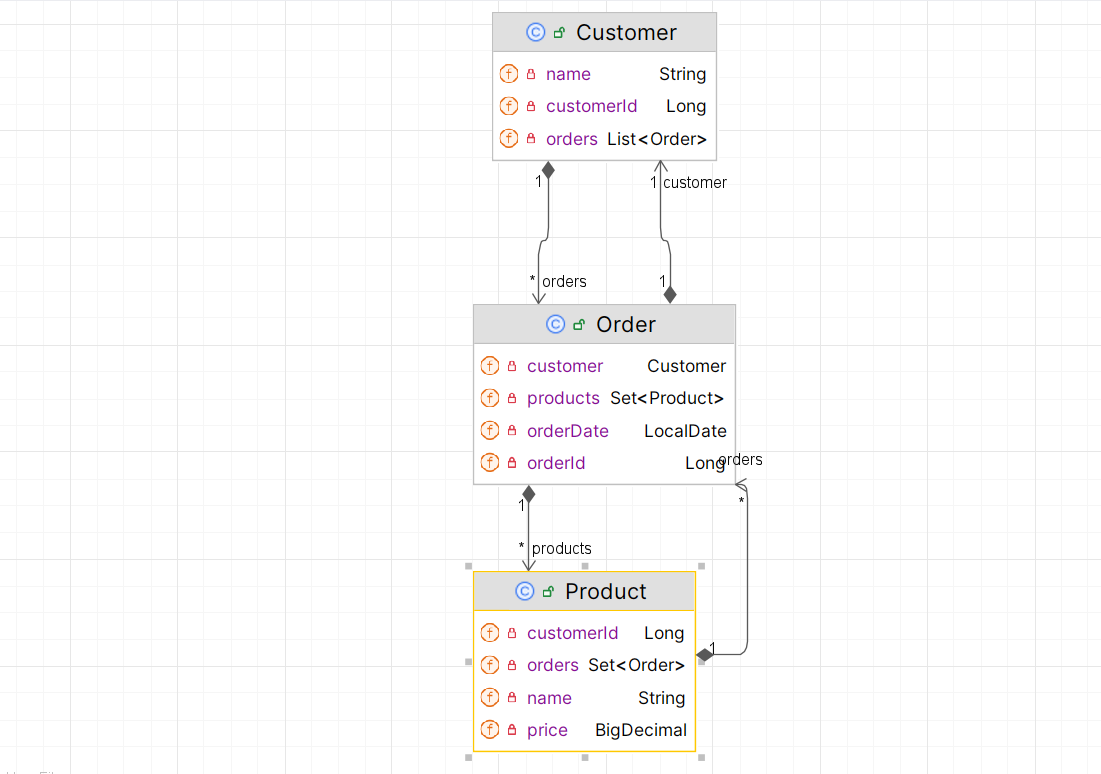 Customer
name String
customerId Long
orders List<Order>
1
1 customer
* orders
1
Order
customer Customer
products Set<Product>
orderDate LocalDate
orderId Long
orders
*
1
* products
Product
customerId Long
1
orders Set<Order>
name String
price BigDecimal